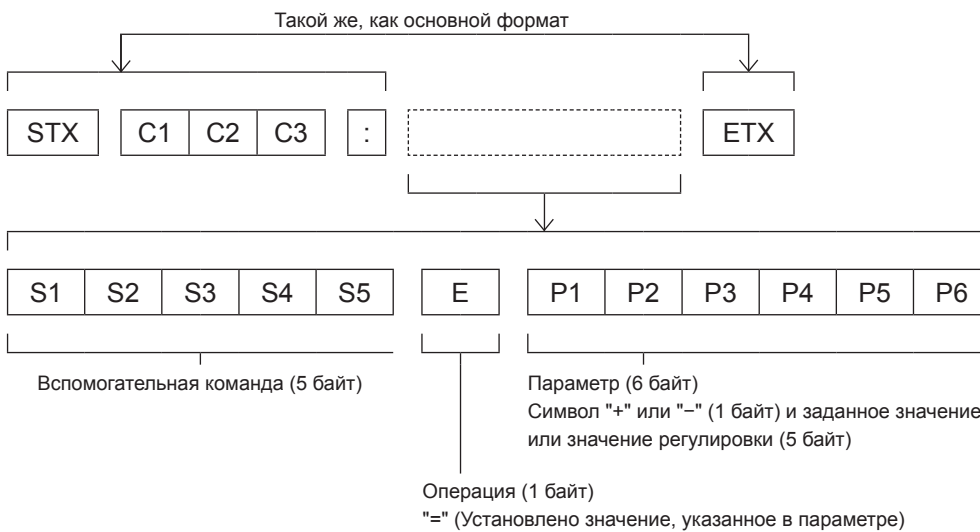 Такой же, как основной формат
STX C1 C2 C3 : ETX
S1 S2 S3 S4 S5 E P1 P2 P3 P4 P5 P6
Вспомогательная команда (5 байт)
Параметр (6 байт)
Символ "+" или "−" (1 байт) и заданное значение
или значение регулировки (5 байт)
Операция (1 байт)
"=" (Установлено значение, указанное в параметре)